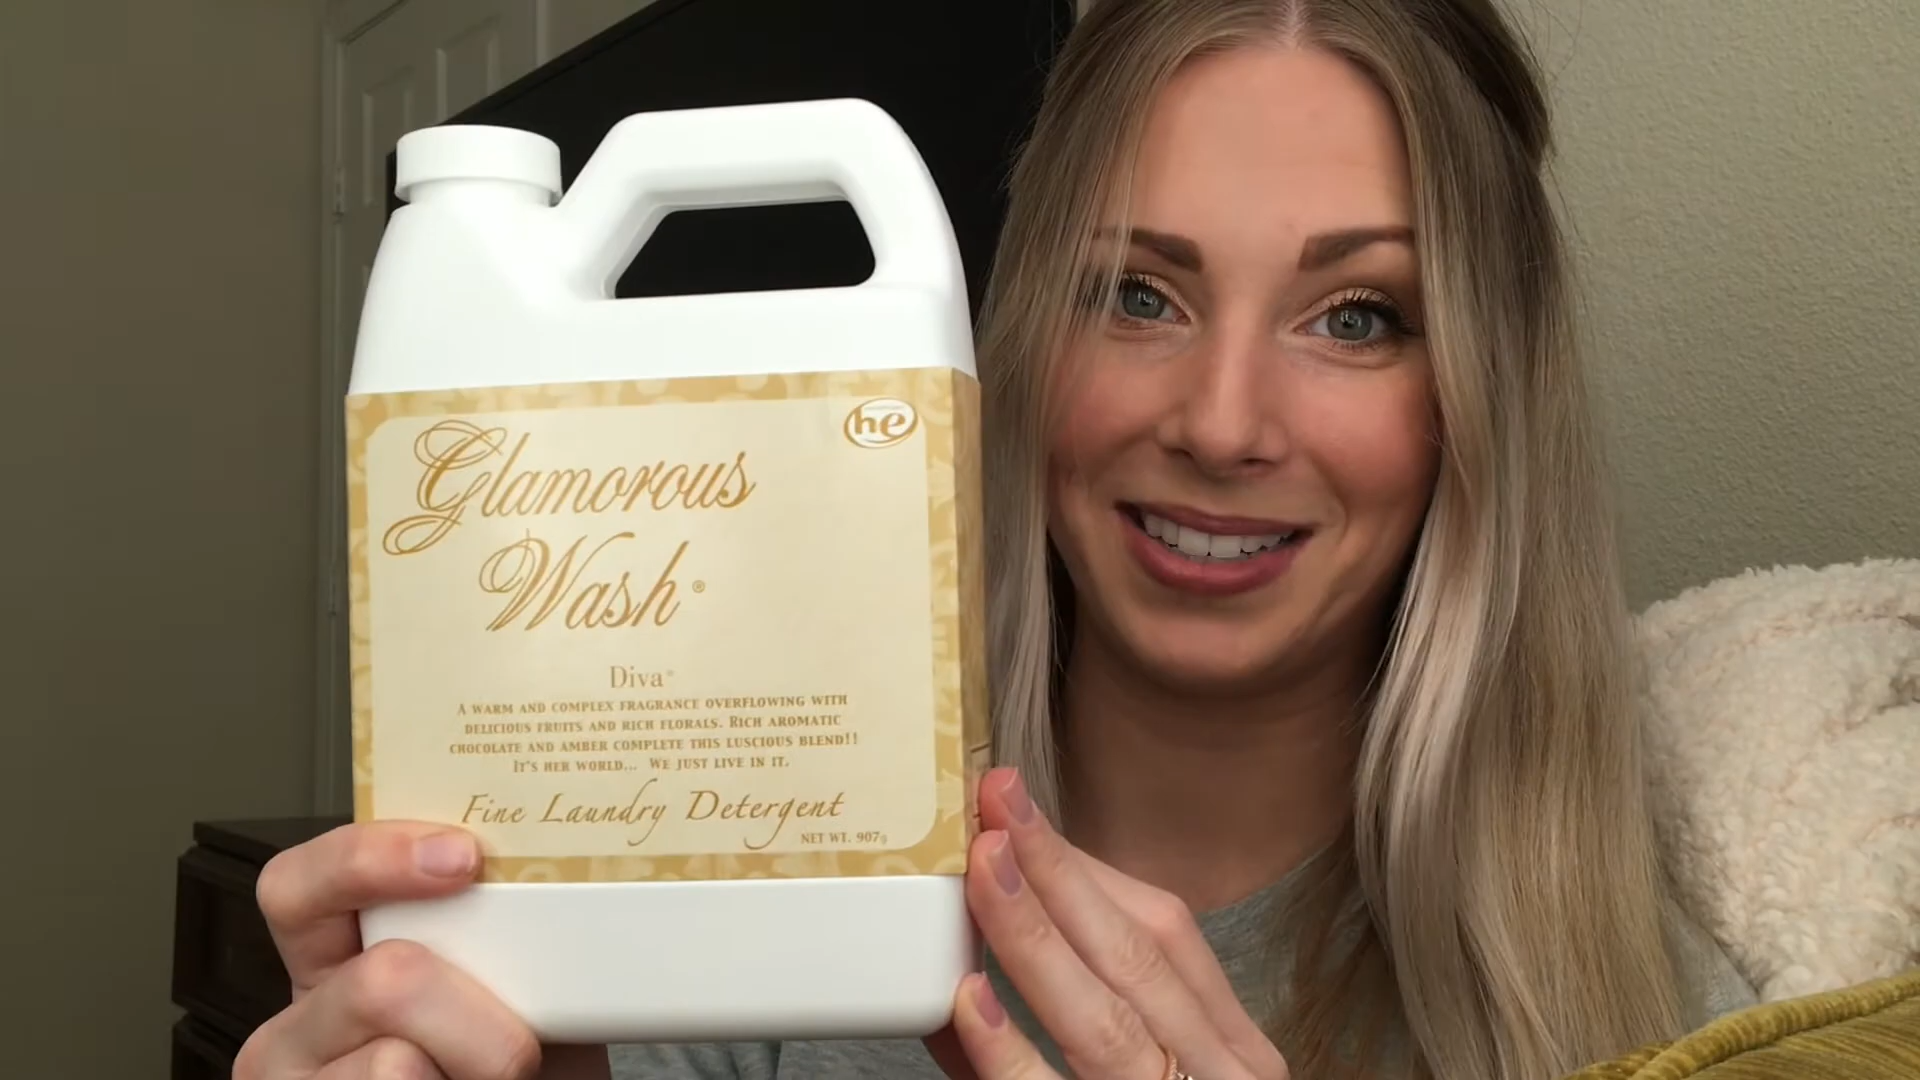 he
Glamorous
Wash®
Diva®
A WARM AND COMPLEX FRAGRANCE OVERFLOWING WITH
DELICIOUS FRUITS AND RICH FLORALS. RICH AROMATIC
CHOCOLATE AND AMBER COMPLETE THIS LUSCIOUS BLEND!!
IT'S HER WORLD... WE JUST LIVE IN IT.
Fine Laundry Detergent
NET WT. 907g